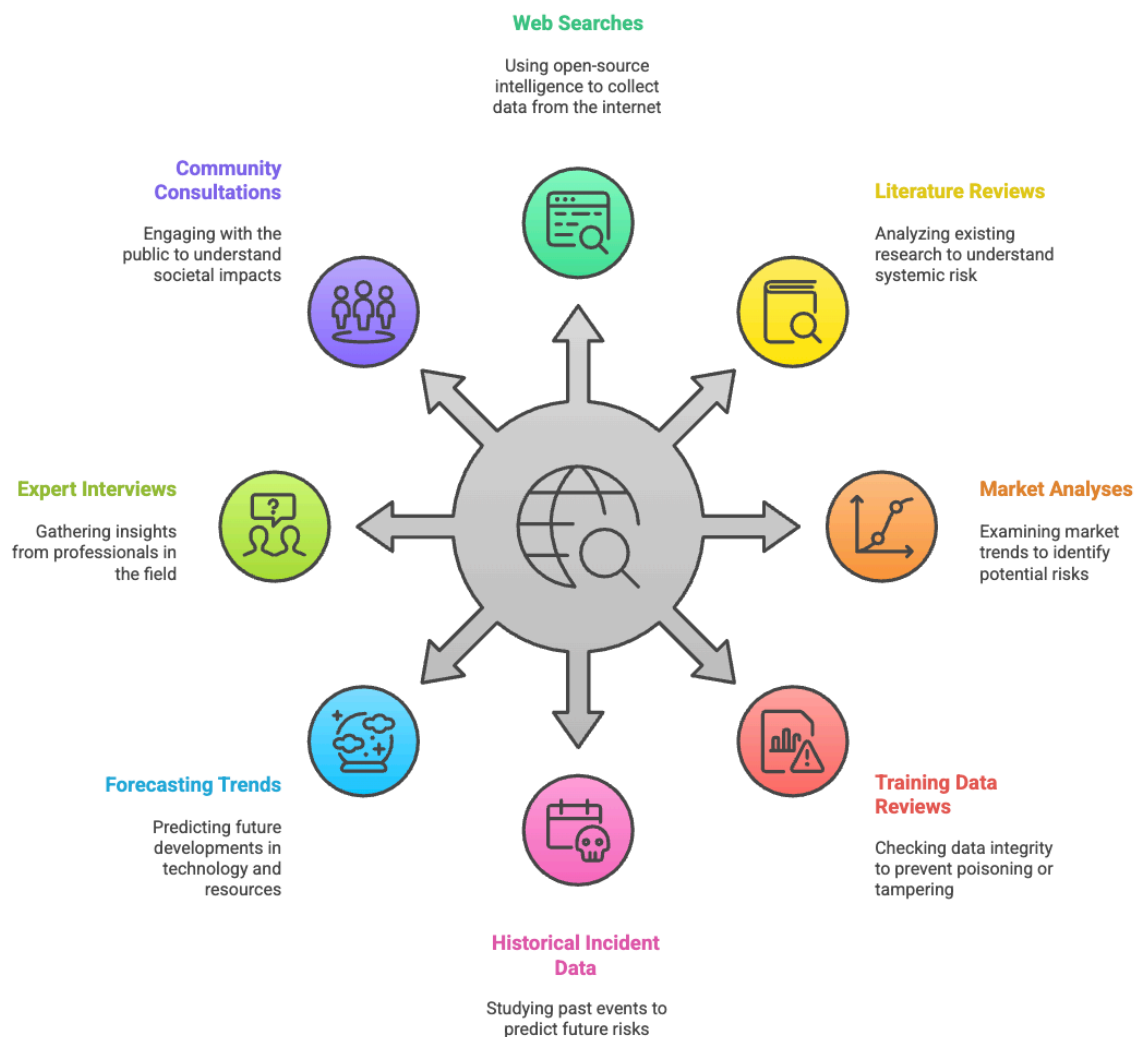 Web Searches
Using open-source
intelligence to collect
data from the internet
Community
Consultations
Engaging with the
public to understand
societal impacts
Literature Reviews
Analyzing existing
research to understand
systemic risk
?
Expert Interviews
Gathering insights
from professionals in
the field
Market Analyses
Examining market
trends to identify
potential risks
Forecasting Trends
Predicting future
developments in
technology and
resources
Training Data
Reviews
Checking data integrity
to prevent poisoning or
tampering
Historical Incident
Data
Studying past events to
predict future risks